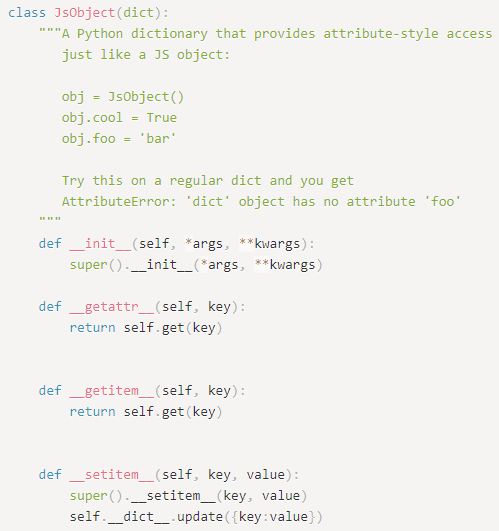 class JsObject(dict):
    """A Python dictionary that provides attribute-style access
       just like a JS object:

       obj = JsObject()
       obj.cool = True
       obj.foo = 'bar'

       Try this on a regular dict and you get
       AttributeError: 'dict' object has no attribute 'foo'
    """
    def __init__(self, *args, **kwargs):
        super().__init__(*args, **kwargs)

    def __getattr__(self, key):
        return self.get(key)


    def __getitem__(self, key):
        return self.get(key)


    def __setitem__(self, key, value):
        super().__setitem__(key, value)
        self.__dict__.update({key:value})